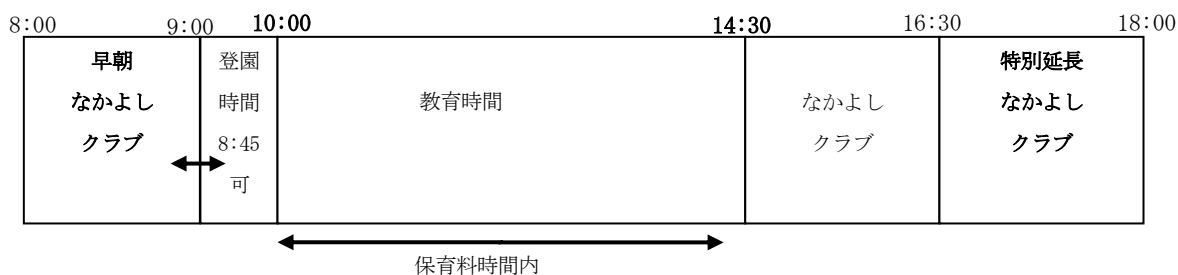 8:00 9:00 10:00 14:30 16:30 18:00
早朝
なかよし
クラブ
登園
時間
8:45
可
教育時間
なかよし
クラブ
特別延長
なかよし
クラブ
保育料時間内